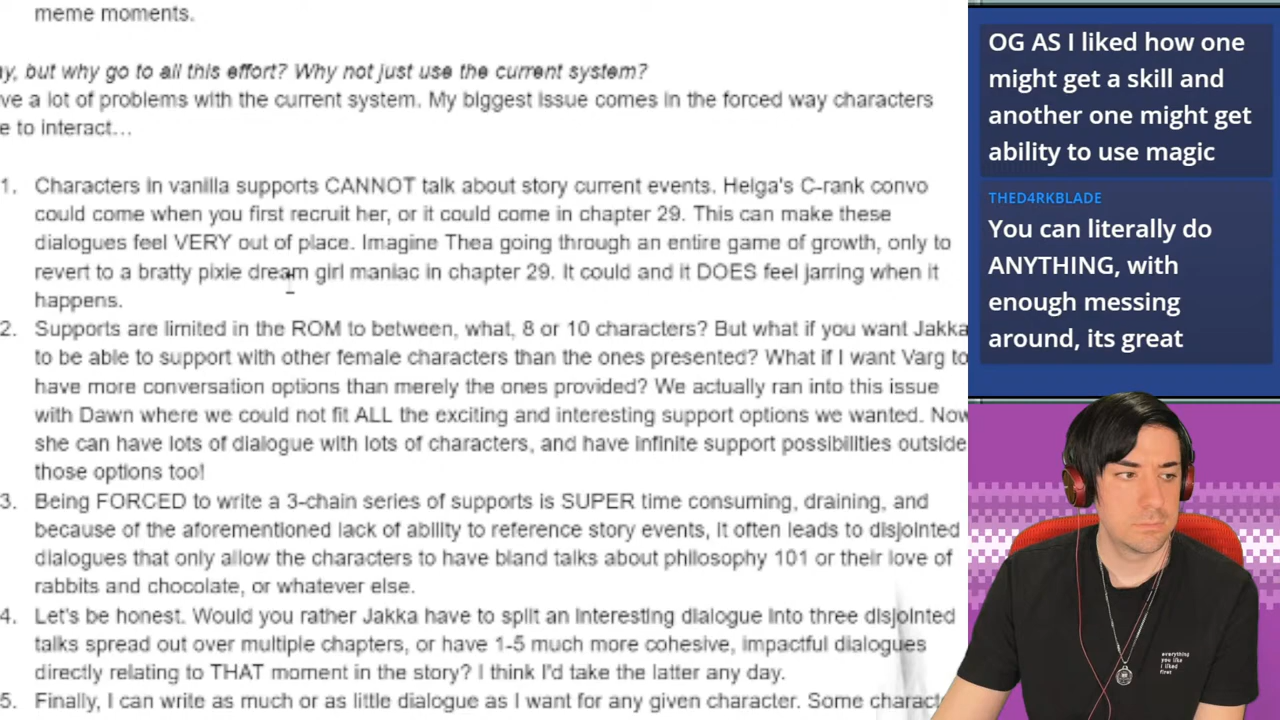 meme moments.
ay, but why go to all this effort? Why not just use the current system?
ve a lot of problems with the current system. My biggest issue comes in the forced way characters
e to interact...
1. Characters in vanilla supports CANNOT talk about story current events. Helga's C-rank convo
could come when you first recruit her, or it could come in chapter 29. This can make these
dialogues feel VERY out of place. Imagine Thea going through an entire game of growth, only to
revert to a bratty pixie dream girl maniac in chapter 29. It could and it DOES feel jarring when it
happens.
2. Supports are limited in the ROM to between, what, 8 or 10 characters? But what if you want Jakka
to be able to support with other female characters than the ones presented? What if I want Varg to
have more conversation options than merely the ones provided? We actually ran into this issue
with Dawn where we could not fit ALL the exciting and interesting support options we wanted. Now
she can have lots of dialogue with lots of characters, and have infinite support possibilities outside
those options too!
3. Being FORCED to write a 3-chain series of supports is SUPER time consuming, draining, and
because of the aforementioned lack of ability to reference story events, it often leads to disjointed
dialogues that only allow the characters to have bland talks about philosophy 101 or their love of
rabbits and chocolate, or whatever else.
4. Let's be honest. Would you rather Jakka have to split an interesting dialogue into three disjointed
talks spread out over multiple chapters, or have 1-5 much more cohesive, impactful dialogues
directly relating to THAT moment in the story? I think I'd take the latter any day.
5. Finally, I can write as much or as little dialogue as I want for any given character. Some charact
OG AS I liked how one
might get a skill and
another one might get
ability to use magic
THED4RKBLADE
You can literally do
ANYTHING, with
enough messing
around, its great
everything
you like
I liked
first